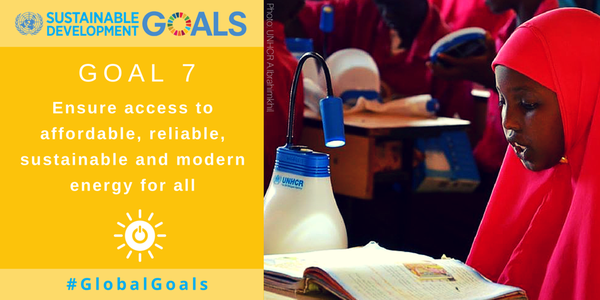 SUSTAINABLE
DEVELOPMENT GOALS
GOAL 7
Ensure access to
affordable, reliable,
sustainable and modern
energy for all
#GlobalGoals
Photo: UNHCR A.Ibrahimkhil
UNHCR